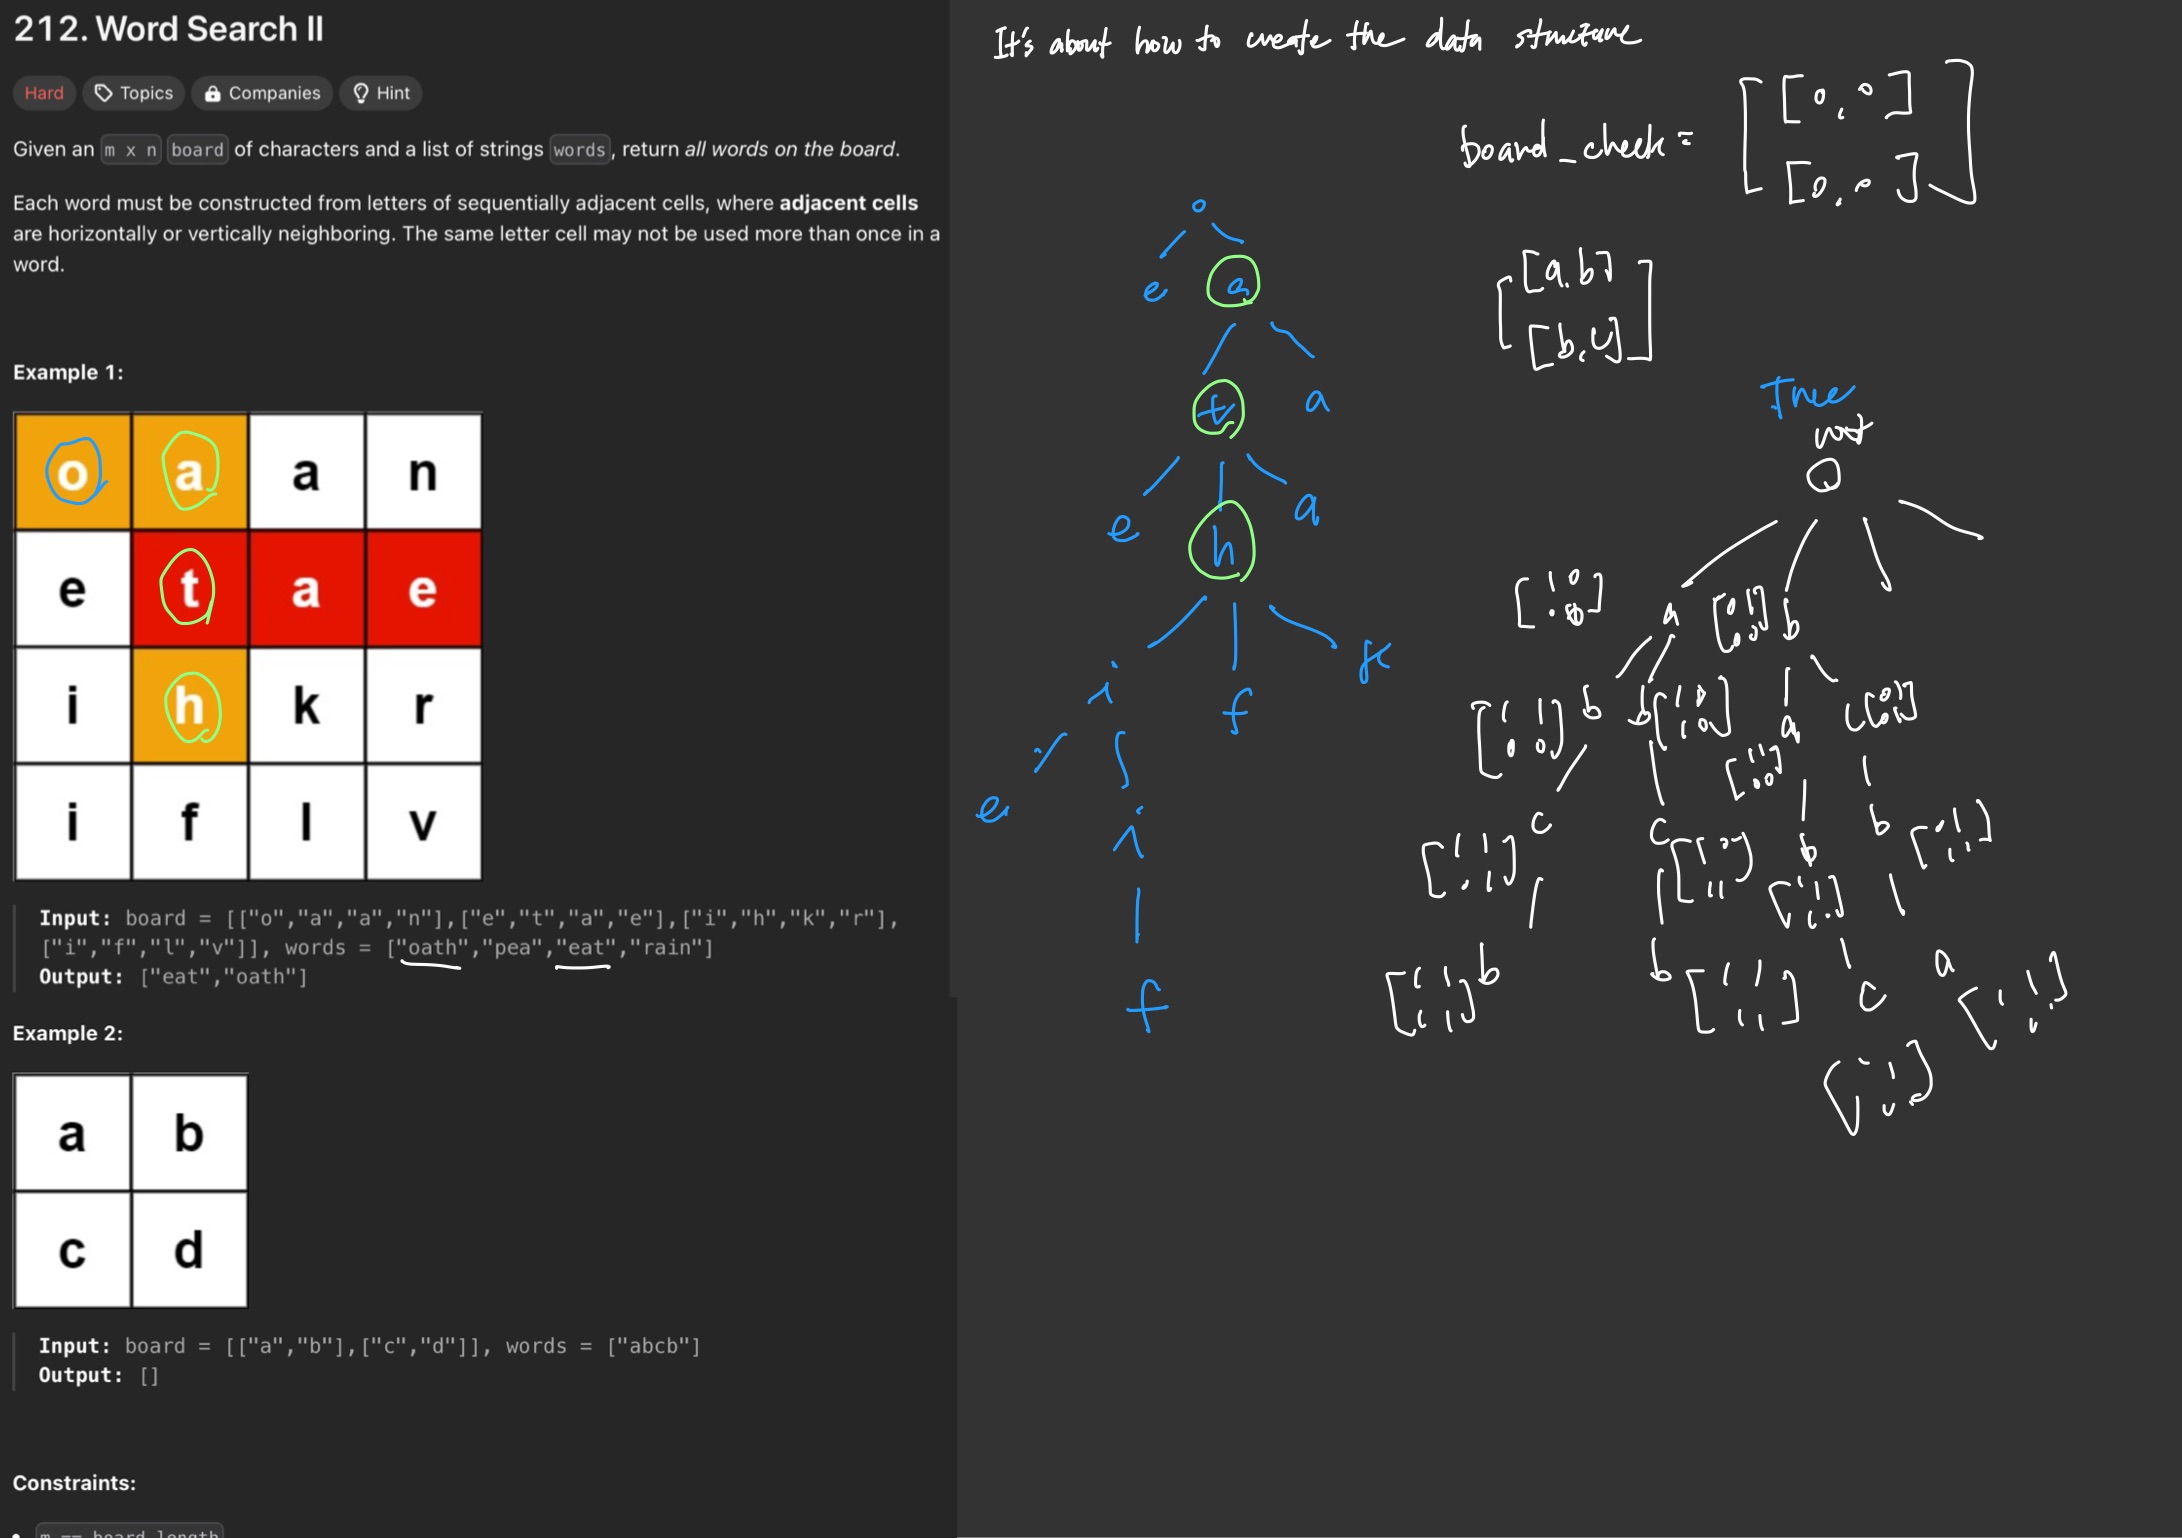 212. Word Search II
Hard Topics Companies Hint
Given an m x n board of characters and a list of strings words, return all words on the board.
Each word must be constructed from letters of sequentially adjacent cells, where adjacent cells
are horizontally or vertically neighboring. The same letter cell may not be used more than once in a
word.
Example 1:
o a a n
e t a e
i h k r
i f l v
Input: board = [["o","a","a","n"],["e","t","a","e"],["i","h","k","r"],
["i","f","l","v"]], words = ["oath","pea","eat","rain"]
Output: ["eat","oath"]
Example 2:
a b
c d
Input: board = [["a","b"],["c","d"]], words = ["abcb"]
Output: []
Constraints:
m == board.length
It's about how to create the data structure
board_check = [[0,0]
[0,0]]
[[a,b]
[b,c]]
o
e a
t a
e h a
i f k
e i
f
Tree
root
a b
b b a c
c c b b
b b c a